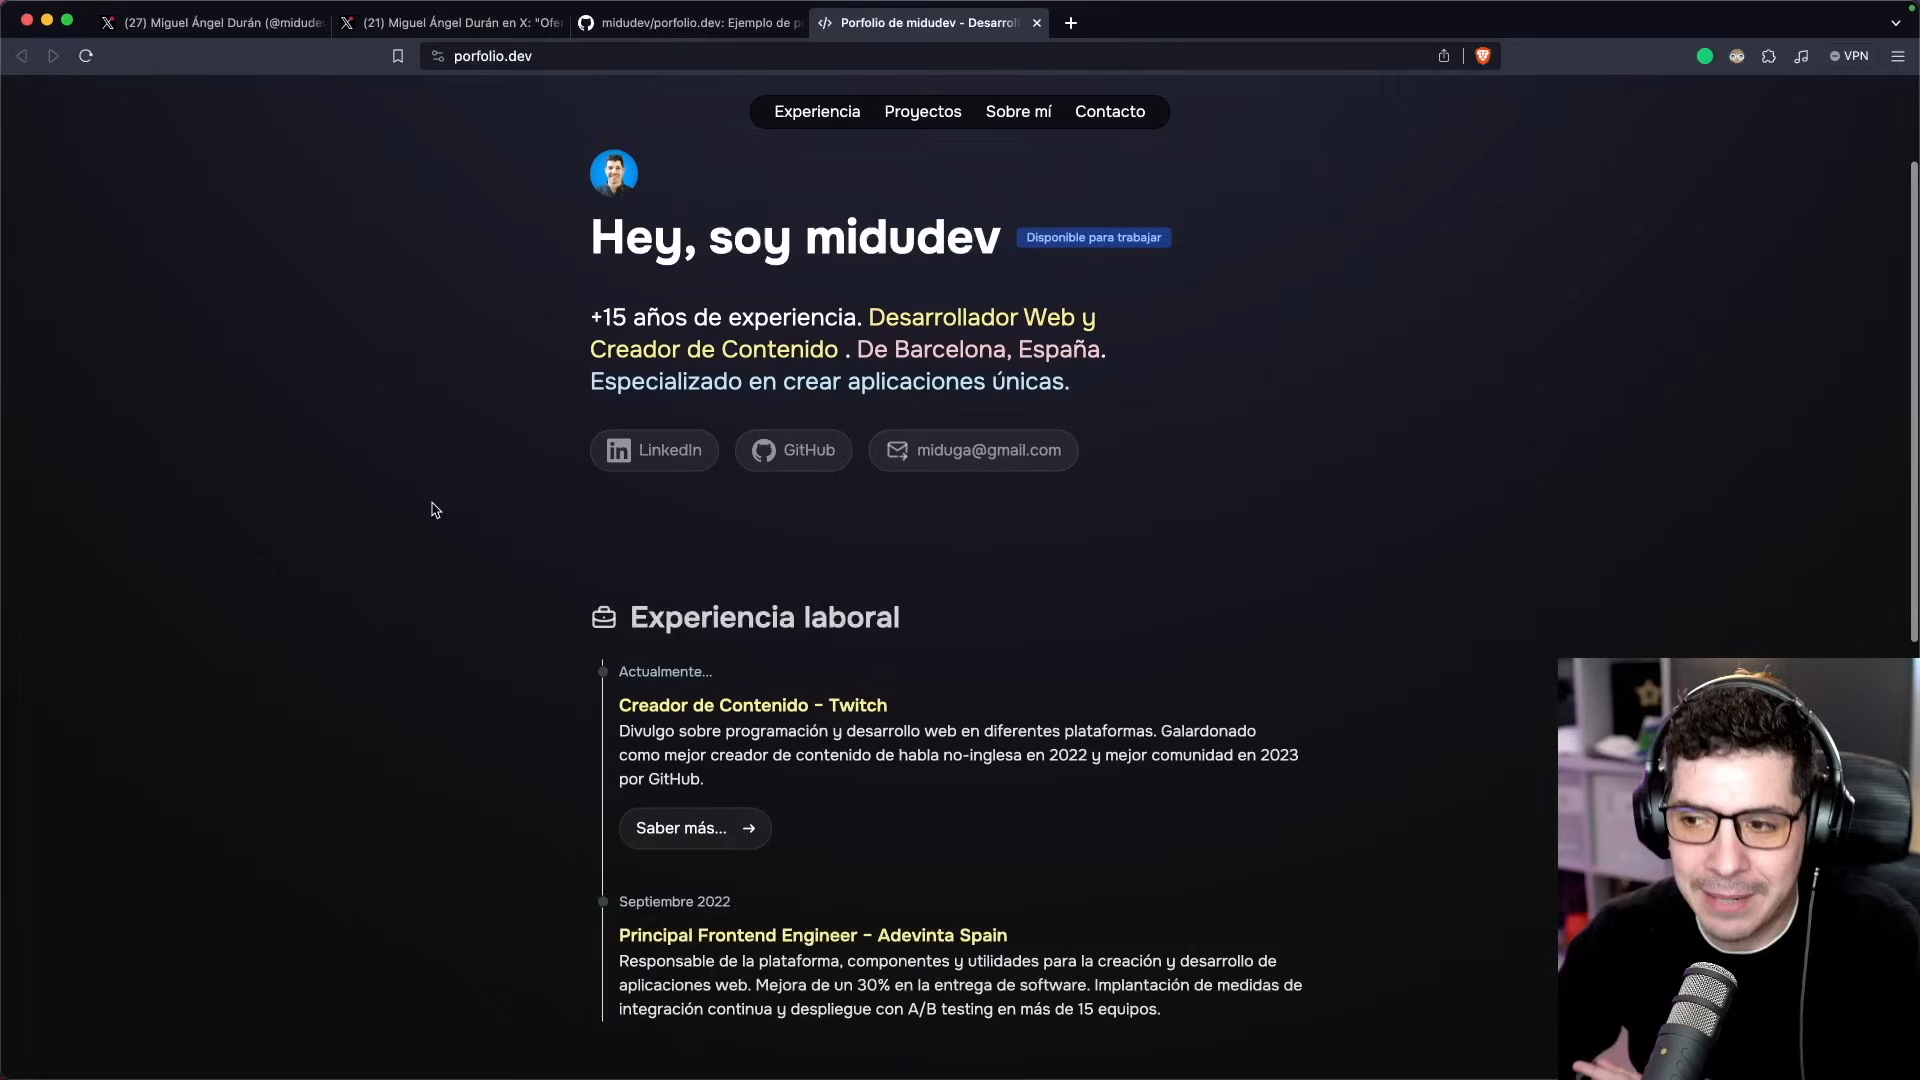 (27) Miguel Ángel Durán (@midude
(21) Miguel Ángel Durán en X: "Ofe
midudev/porfolio.dev: Ejemplo de p
Porfolio de midudev - Desarroll
porfolio.dev
VPN
Experiencia
Proyectos
Sobre mí
Contacto
Hey, soy midudev
Disponible para trabajar
+15 años de experiencia. Desarrollador Web y
Creador de Contenido . De Barcelona, España.
Especializado en crear aplicaciones únicas.
LinkedIn
GitHub
miduga@gmail.com
Experiencia laboral
Actualmente...
Creador de Contenido – Twitch
Divulgo sobre programación y desarrollo web en diferentes plataformas. Galardonado
como mejor creador de contenido de habla no-inglesa en 2022 y mejor comunidad en 2023
por GitHub.
Saber más... →
Septiembre 2022
Principal Frontend Engineer – Adevinta Spain
Responsable de la plataforma, componentes y utilidades para la creación y desarrollo de
aplicaciones web. Mejora de un 30% en la entrega de software. Implantación de medidas de
integración continua y despliegue con A/B testing en más de 15 equipos.